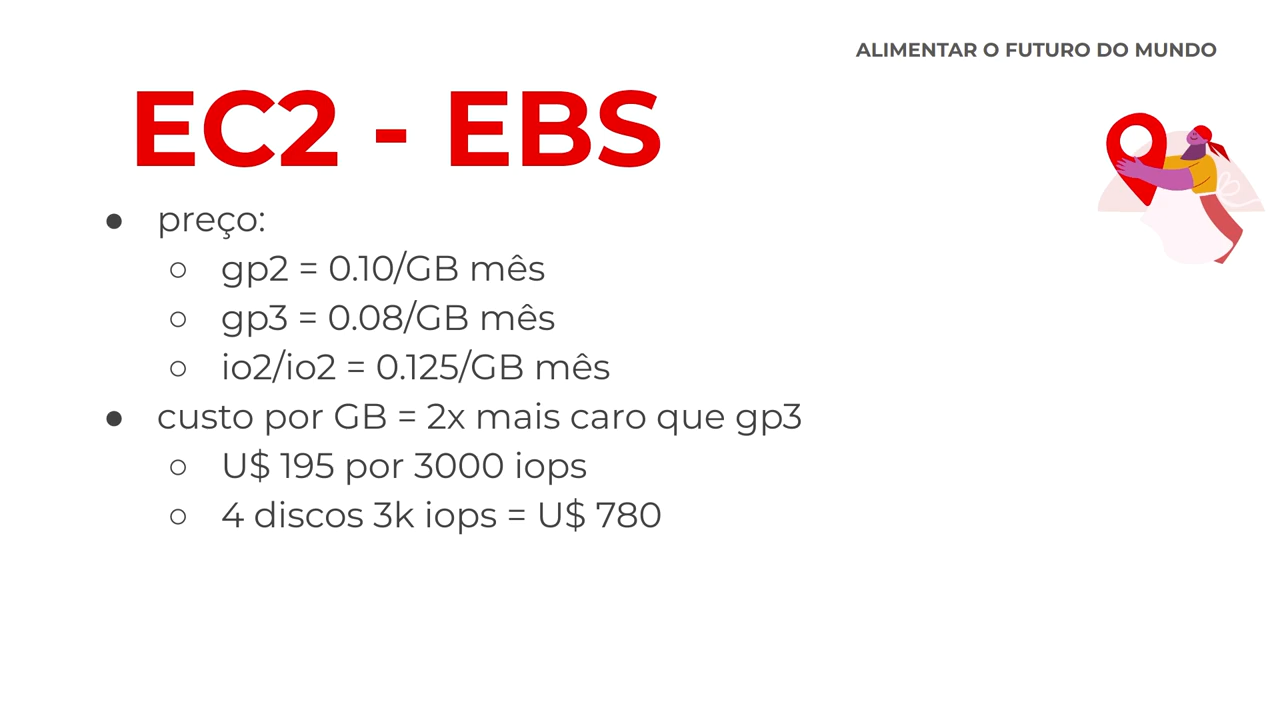 ALIMENTAR O FUTURO DO MUNDO
EC2 - EBS
● preço:
○ gp2 = 0.10/GB mês
○ gp3 = 0.08/GB mês
○ io2/io2 = 0.125/GB mês
● custo por GB = 2x mais caro que gp3
○ U$ 195 por 3000 iops
○ 4 discos 3k iops = U$ 780